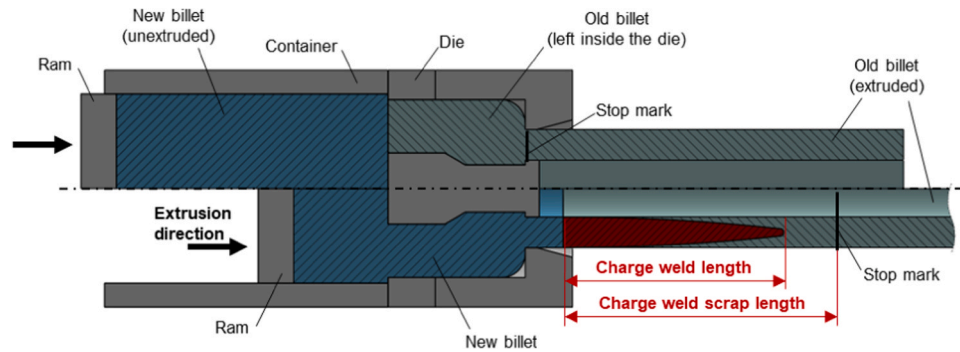 New billet
(unextruded)
Old billet
(left inside the die)
Container
Die
Ram
Old billet
(extruded)
Stop mark
Extrusion
direction
Charge weld length
Stop mark
Charge weld scrap length
Ram
New billet